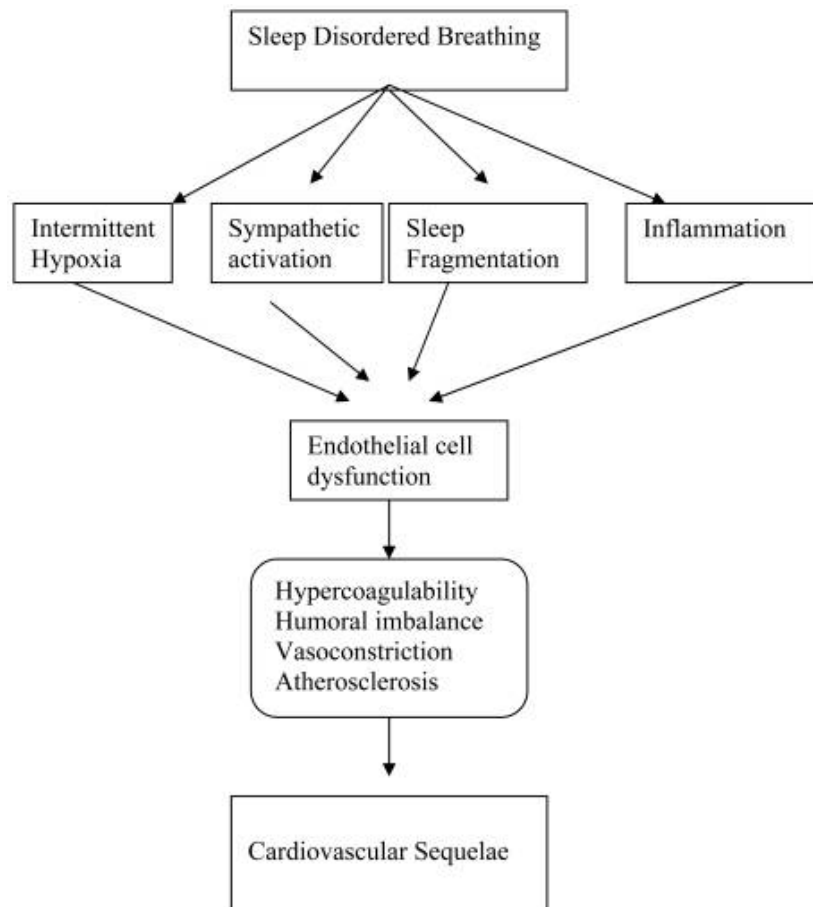 Sleep Disordered Breathing
Intermittent
Hypoxia
Sympathetic
activation
Sleep
Fragmentation
Inflammation
Endothelial cell
dysfunction
Hypercoagulability
Humoral imbalance
Vasoconstriction
Atherosclerosis
Cardiovascular Sequelae